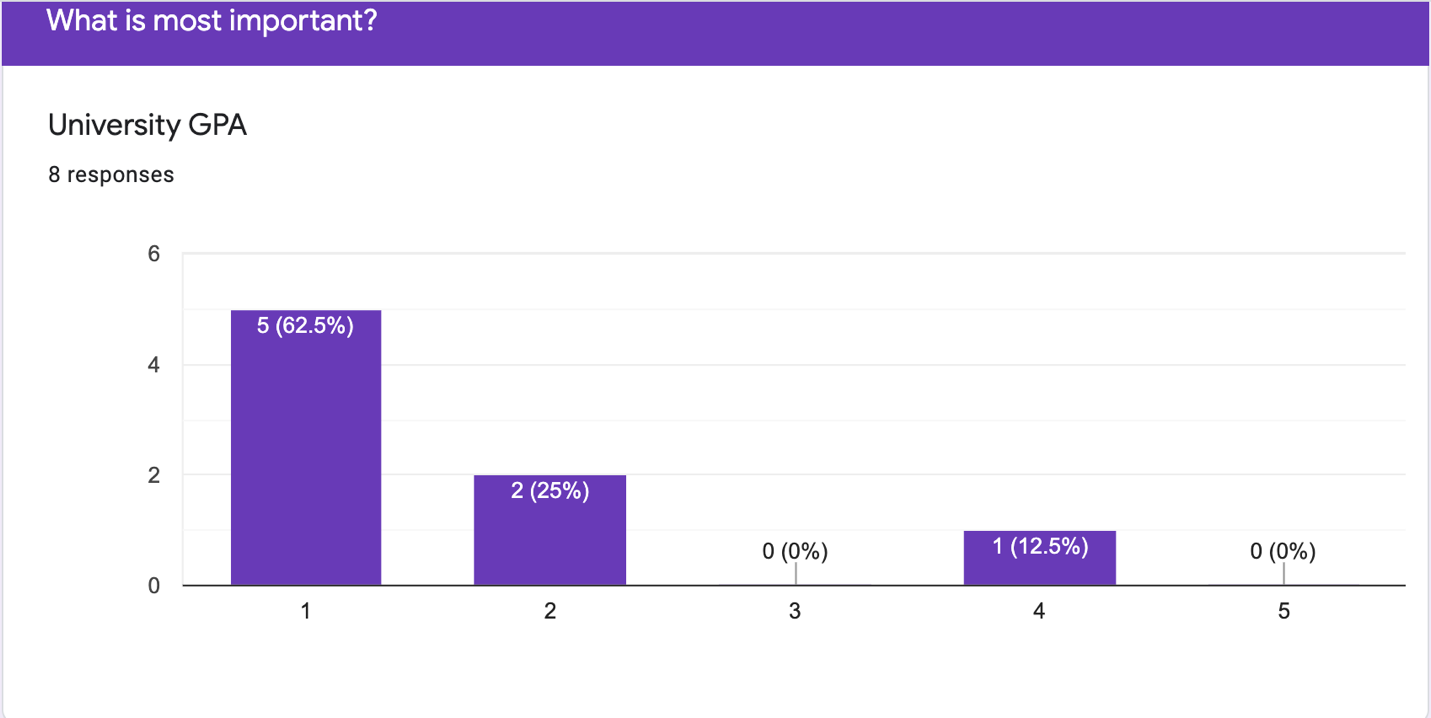 What is most important?
University GPA
8 responses
6
4
2
0
5 (62.5%)
2 (25%)
0 (0%)
1 (12.5%)
0 (0%)
1 2 3 4 5